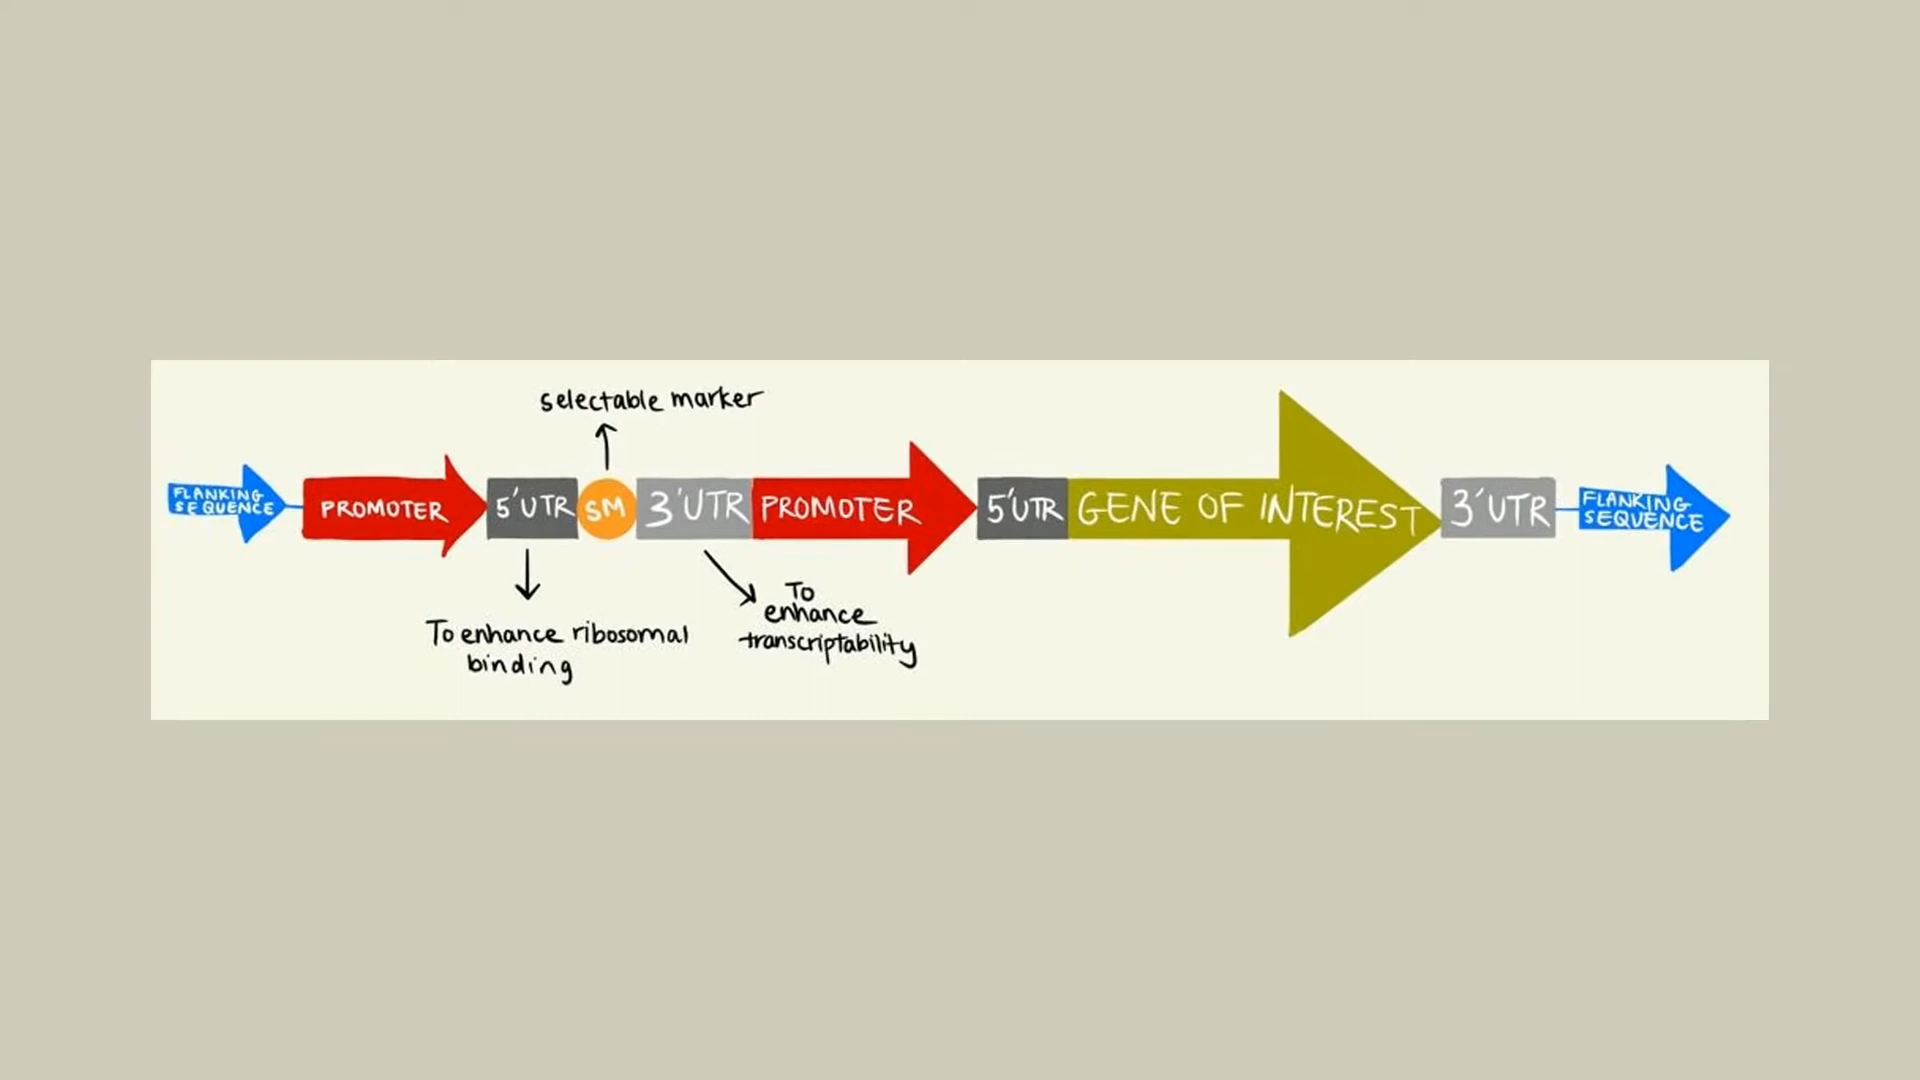 selectable marker
FLANKING
SEQUENCE
PROMOTER
5'UTR
SM
3'UTR
PROMOTER
5'UTR
GENE OF INTEREST
3'UTR
FLANKING
SEQUENCE
To enhance ribosomal
binding
To
enhance
transcriptability